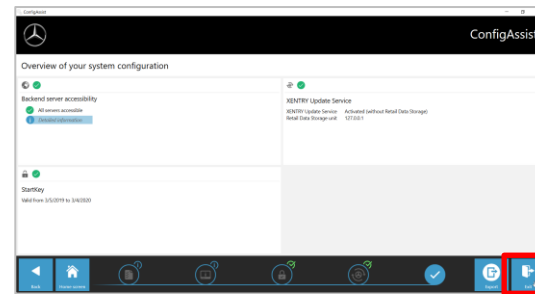 ConfigAssist
ConfigAssist
Overview of your system configuration
Backend server accessibility
All servers accessible
Detailed information
XENTRY Update Service
XENTRY Update Service Activated (without Retail Data Storage)
Retail Data Storage unit 127.0.0.1
StartKey
Valid from 3/5/2019 to 3/4/2020
Back
Home screen
Export
Exit